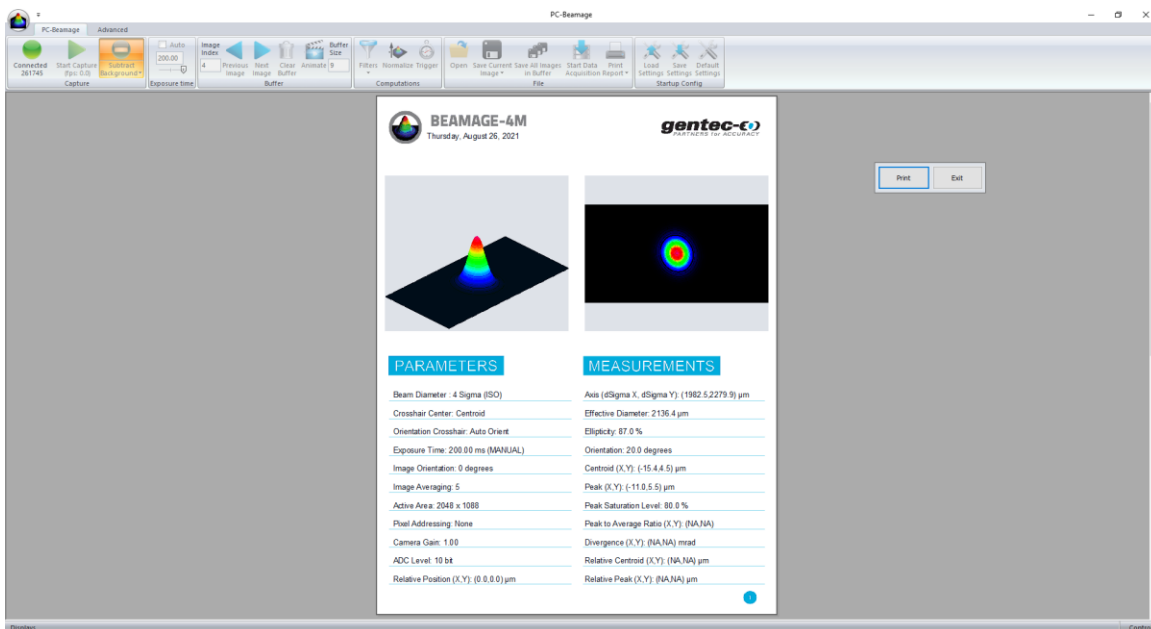 PC-Beamage
PC-Beamage Advanced
Connected 261745
Start Capture (fps: 0.0)
Subtract Background
Capture
Auto
200.00
Exposure time
Image Index
4
Previous Image
Next Image
Clear Buffer
Animate
Buffer Size
9
Buffer
Filters
Normalize
Trigger
Computations
Open
Save Current Image
Save All Images in Buffer
Start Data Acquisition
Print Report
File
Load Settings
Save Settings
Default Settings
Startup Config
BEAMAGE-4M
Thursday, August 26, 2021
gentec-eo
PARTNERS for ACCURACY
Print
Exit
PARAMETERS
Beam Diameter : 4 Sigma (ISO)
Crosshair Center: Centroid
Orientation Crosshair: Auto Orient
Exposure Time: 200.00 ms (MANUAL)
Image Orientation: 0 degrees
Image Averaging: 5
Active Area: 2048 x 1088
Pixel Addressing: None
Camera Gain: 1.00
ADC Level: 10 bit
Relative Position (X,Y): (0.0,0.0) µm
MEASUREMENTS
Axis (dSigma X, dSigma Y): (1982.5,2279.9) µm
Effective Diameter: 2136.4 µm
Ellipticity: 87.0 %
Orientation: 20.0 degrees
Centroid (X,Y): (-15.4,4.5) µm
Peak (X,Y): (-11.0,5.5) µm
Peak Saturation Level: 80.0 %
Peak to Average Ratio (X,Y): (NA,NA)
Divergence (X,Y): (NA,NA) mrad
Relative Centroid (X,Y): (NA,NA) µm
Relative Peak (X,Y): (NA,NA) µm
Displays